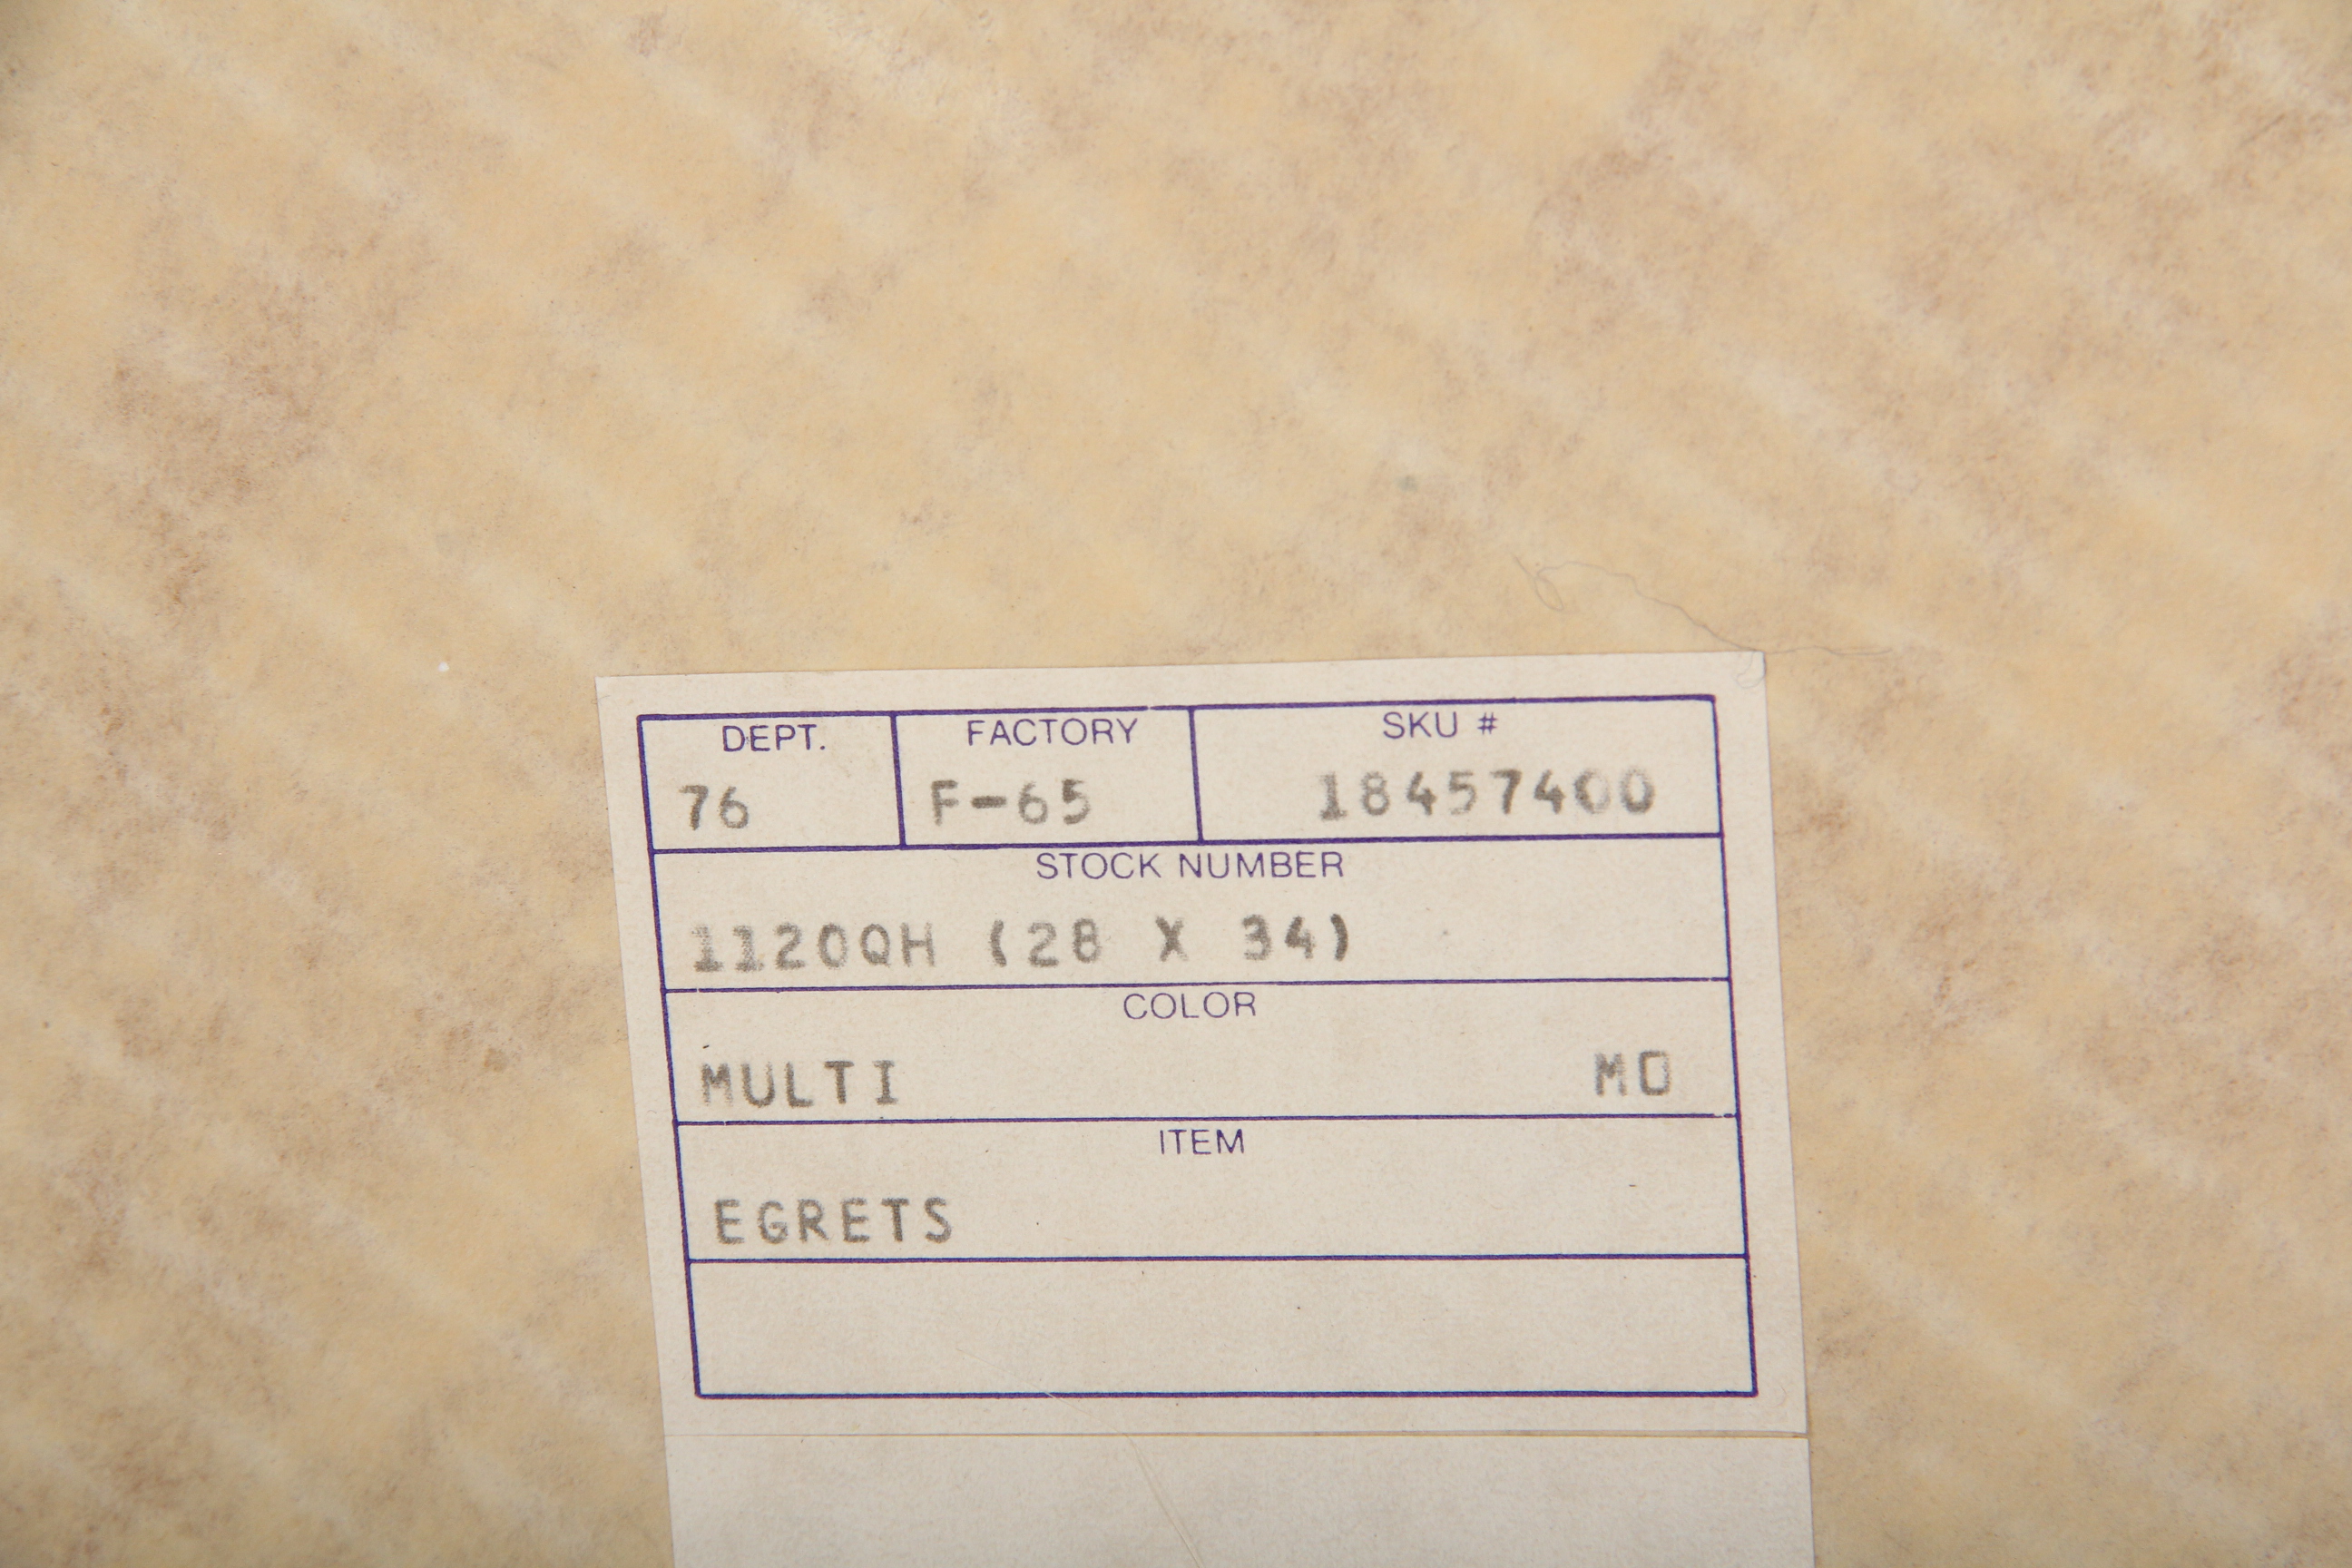 DEPT. FACTORY SKU #
76 F-65 18457400
STOCK NUMBER
1120QH (28 X 34)
COLOR
MULTI MO
ITEM
EGRETS